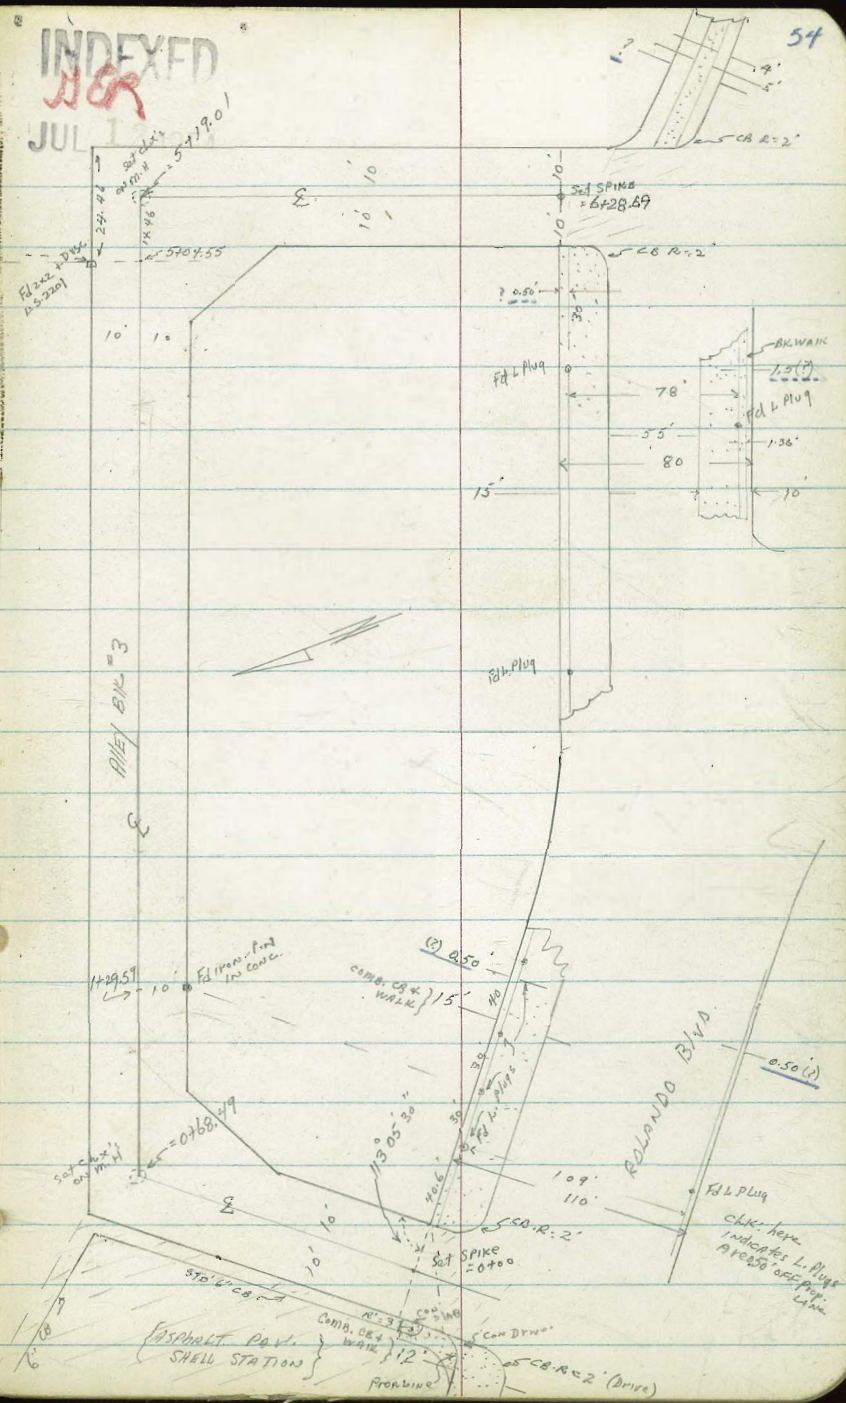 54
INDEXED
GER
JUL 1
1.?
.4'
5'
CB R=2'
Set Chx's
on M.H
5+19.01
24.46
14.46
10'
10'
10'
10'
Set SPIKE
=6+28.69
Fd 2x2 + Disc
L.S. 2201
5+04.55
CB R=2'
? 0.50'
30'
10'
10
BK WALK
1.5(?)
Fd L Plug
78'
Fd L Plug
55'
1.36'
80
15'
10'
Fd L. Plug
Alley Blk #3
(?) 0.50'
COMB. CB &
WALK } 15'
40
1+29.59
10'
Fd IRON-PIN
IN CONC.
30
30'
Fd L. Plugs
113° 05' 30"
ROLANDO Blvd.
0.50 (?)
=0+68.49
Set Chx's
ON M.H
40.6'
109'
110'
Fd L Plug
CHK. here
INDICATES L. Plugs
Are 0.50' OFF Prop.
Line
10'
10'
CB.R=2'
Set SPIKE
=0+00
STD. 6" CB
6" CB
R=3'
COMB. CB &
WALK } 12'
Con Drive
{ASPHALT PAV.
SHELL STATION}
CB.R=2' (Drive)
Prop Line